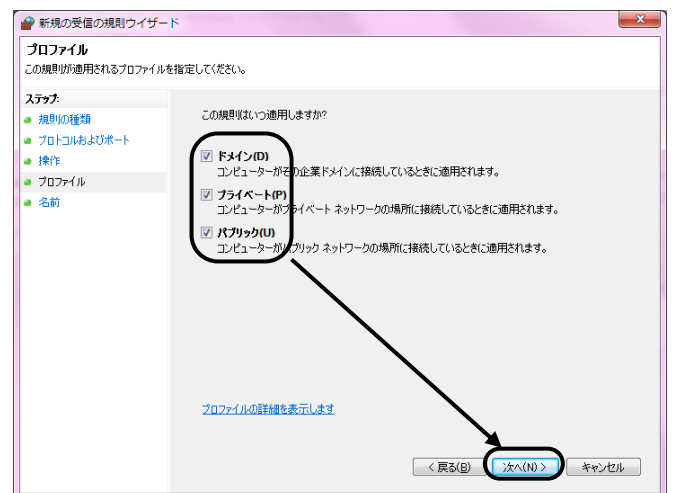 新規の受信の規則ウィザード
プロファイル
この規則が適用されるプロファイルを指定してください。
ステップ:
規則の種類
プロトコルおよびポート
操作
プロファイル
名前
この規則はいつ適用しますか?
ドメイン(D)
コンピューターがその企業ドメインに接続しているときに適用されます。
プライベート(P)
コンピューターがプライベート ネットワークの場所に接続しているときに適用されます。
パブリック(U)
コンピューターがパブリック ネットワークの場所に接続しているときに適用されます。
プロファイルの詳細を表示します
< 戻る(B) 次へ(N) > キャンセル